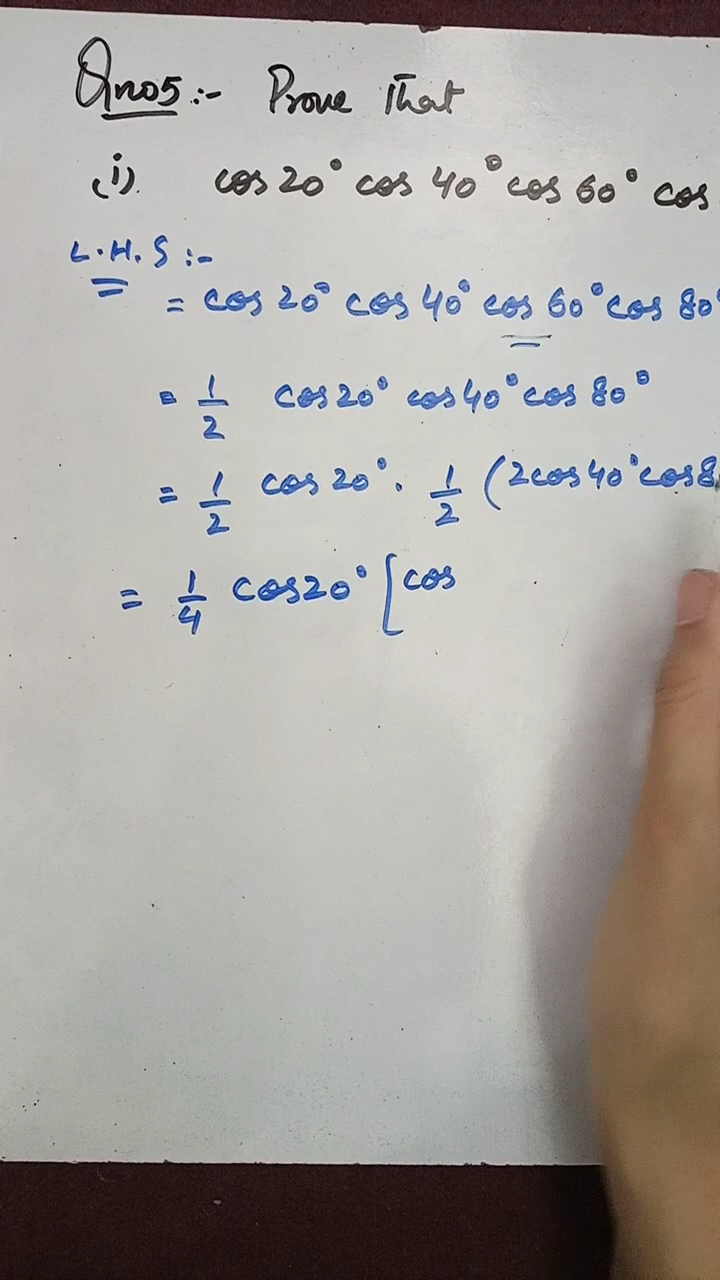 Qno5:- Prove That
(i). cos 20° cos 40° cos 60° cos
L.H.S :-
= cos 20° cos 40° cos 60° cos 80°
= 1/2 cos 20° cos 40° cos 80°
= 1/2 cos 20° . 1/2 (2cos 40° cos 8
= 1/4 cos 20° [cos